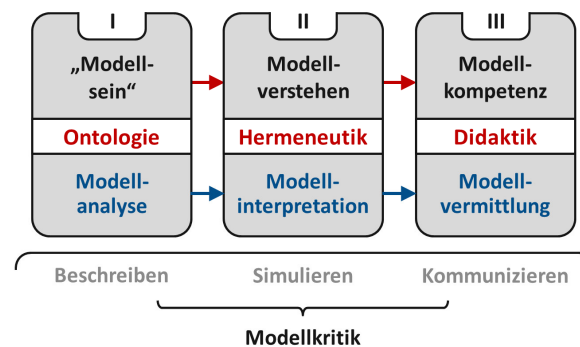 I II III
„Modell- Modell- Modell-
sein“ verstehen kompetenz
Ontologie Hermeneutik Didaktik
Modell- Modell- Modell-
analyse interpretation vermittlung
Beschreiben Simulieren Kommunizieren
Modellkritik